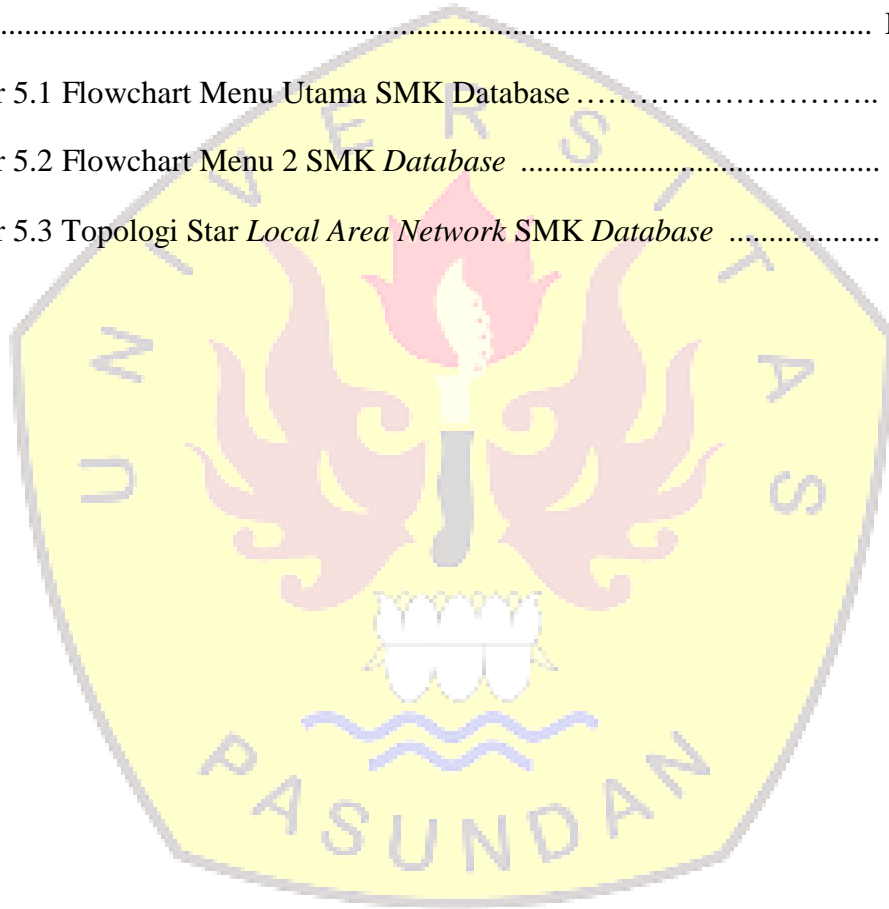 ................................................................................................................
r 5.1 Flowchart Menu Utama SMK Database ………………………..
r 5.2 Flowchart Menu 2 SMK Database ..............................................
r 5.3 Topologi Star Local Area Network SMK Database ...................
UNIVERSITAS
PASUNDAN